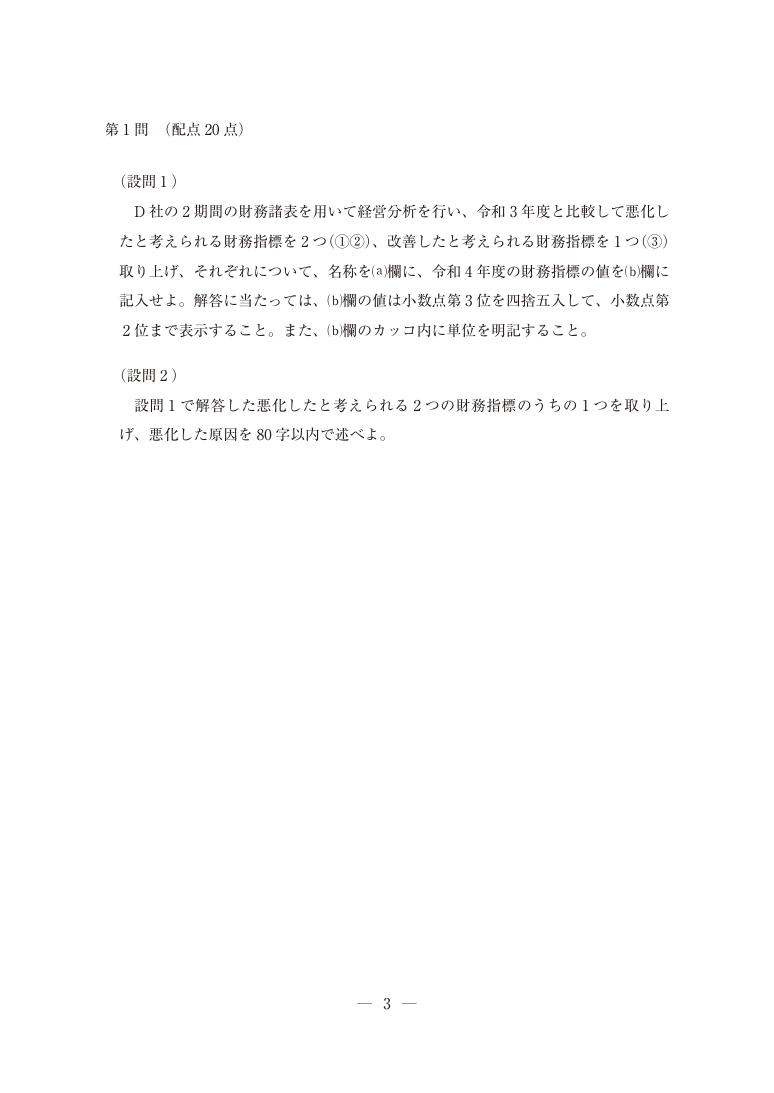 第1問　(配点 20 点)
(設問1)
D社の2期間の財務諸表を用いて経営分析を行い、令和3年度と比較して悪化し
たと考えられる財務指標を2つ(①②)、改善したと考えられる財務指標を1つ(③)
取り上げ、それぞれについて、名称を(a)欄に、令和4年度の財務指標の値を(b)欄に
記入せよ。解答に当たっては、(b)欄の値は小数点第3位を四捨五入して、小数点第
2位まで表示すること。また、(b)欄のカッコ内に単位を明記すること。
(設問2)
設問1で解答した悪化したと考えられる2つの財務指標のうちの1つを取り上
げ、悪化した原因を 80 字以内で述べよ。
— 3 —